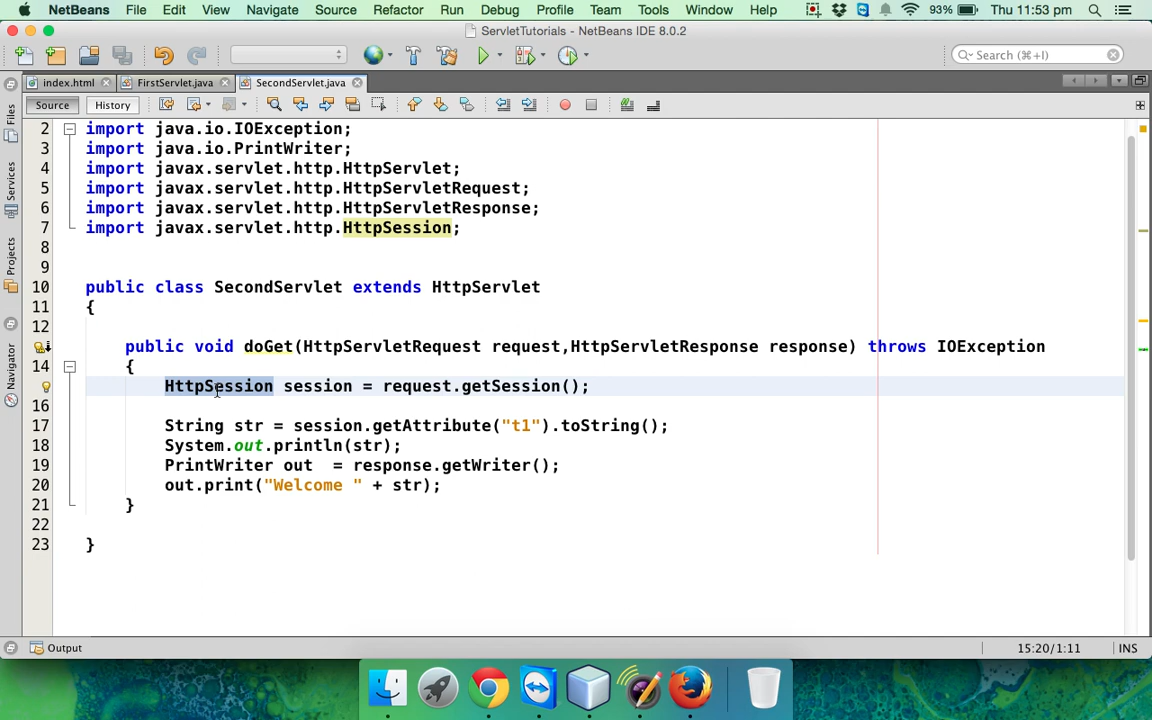 NetBeans File Edit View Navigate Source Refactor Run Debug Profile Team Tools Window Help 93% Thu 11:53 pm
ServletTutorials - NetBeans IDE 8.0.2
Search (⌘+I)
index.html FirstServlet.java SecondServlet.java
Source History
Files
Services
Projects
Navigator
2 import java.io.IOException;
3 import java.io.PrintWriter;
4 import javax.servlet.http.HttpServlet;
5 import javax.servlet.http.HttpServletRequest;
6 import javax.servlet.http.HttpServletResponse;
7 import javax.servlet.http.HttpSession;
8
9
10 public class SecondServlet extends HttpServlet
11 {
12
public void doGet(HttpServletRequest request,HttpServletResponse response) throws IOException
14 {
HttpSession session = request.getSession();
16
17 String str = session.getAttribute("t1").toString();
18 System.out.println(str);
19 PrintWriter out  = response.getWriter();
20 out.print("Welcome " + str);
21 }
22
23 }
Output 15:20/1:11 INS